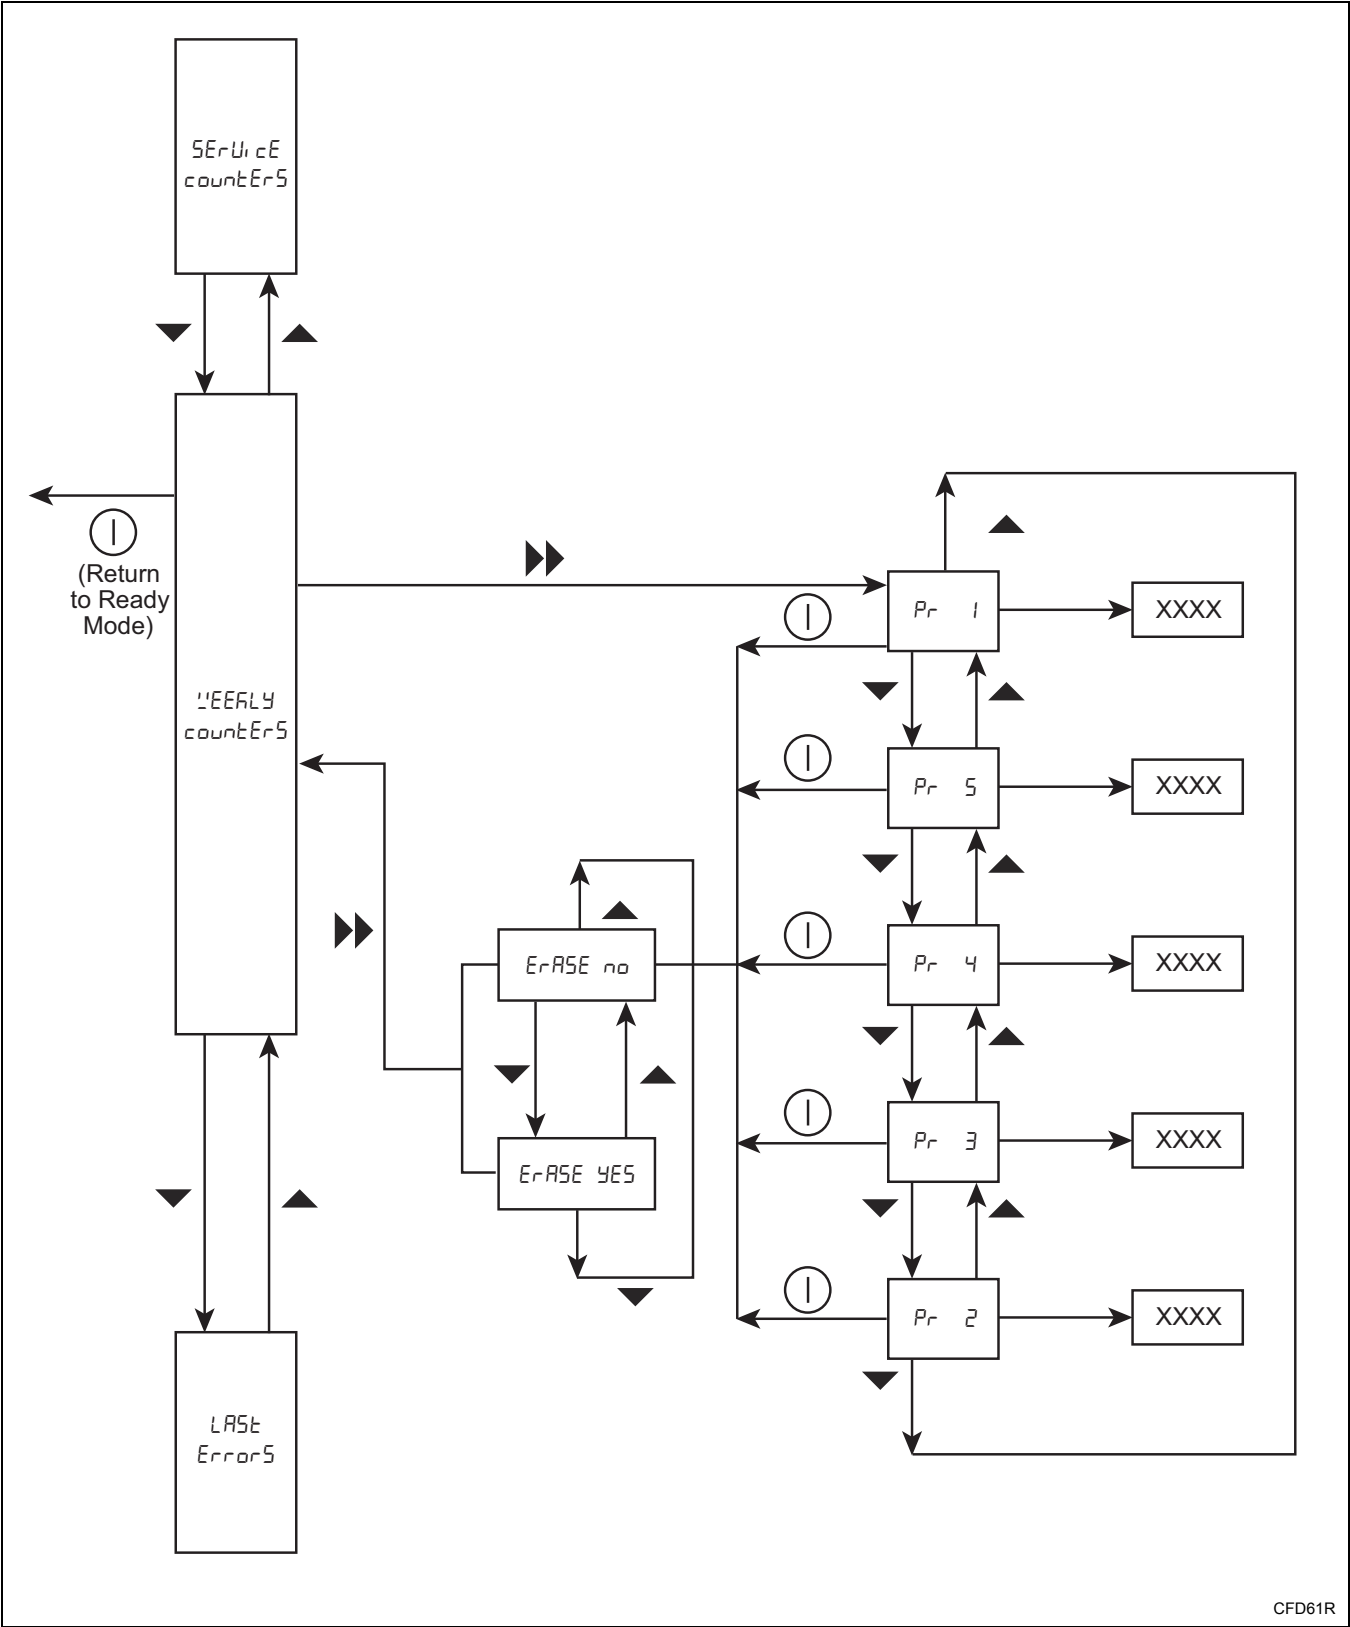 SErVicE
countErS
(Return
to Ready
Mode)
WEEKLY
countErS
LASt
ErrorS
ErASE no
ErASE YES
Pr 1
XXXX
Pr 5
XXXX
Pr 4
XXXX
Pr 3
XXXX
Pr 2
XXXX
CFD61R